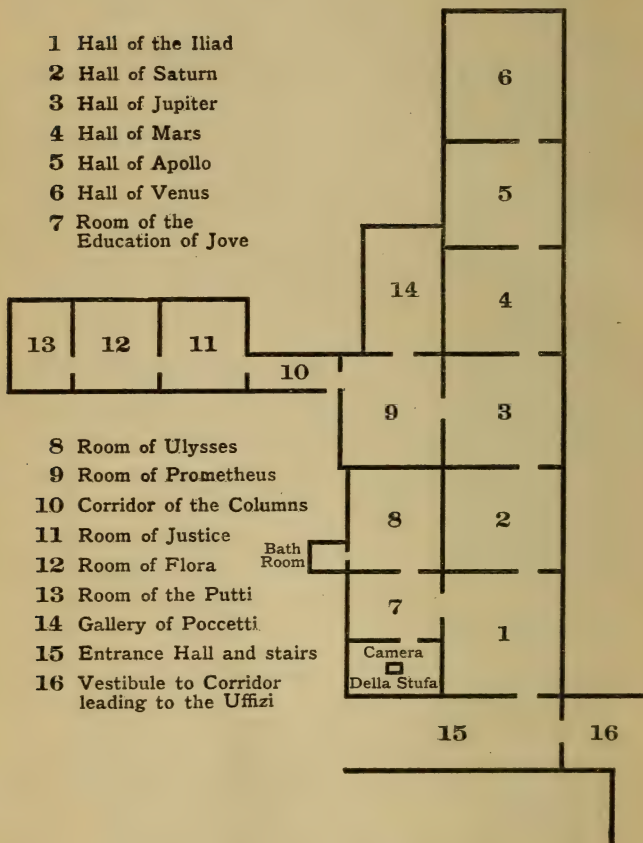 1 Hall of the Iliad
2 Hall of Saturn
3 Hall of Jupiter
4 Hall of Mars
5 Hall of Apollo
6 Hall of Venus
7 Room of the
Education of Jove
8 Room of Ulysses
9 Room of Prometheus
10 Corridor of the Columns
11 Room of Justice
12 Room of Flora
13 Room of the Putti
14 Gallery of Poccetti
15 Entrance Hall and stairs
16 Vestibule to Corridor
leading to the Uffizi
6
5
14
4
13 12 11
10
9
3
8
2
Bath
Room
7
1
Camera
Della Stufa
15
16